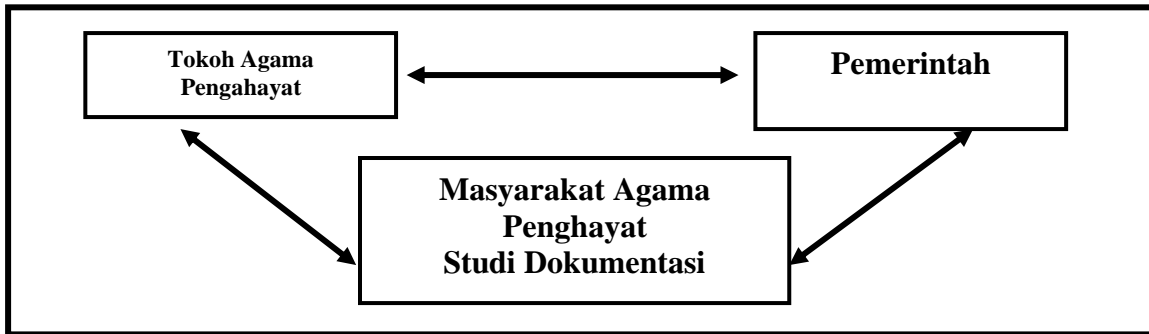 Tokoh Agama
Pengahayat
Pemerintah
Masyarakat Agama
Penghayat
Studi Dokumentasi